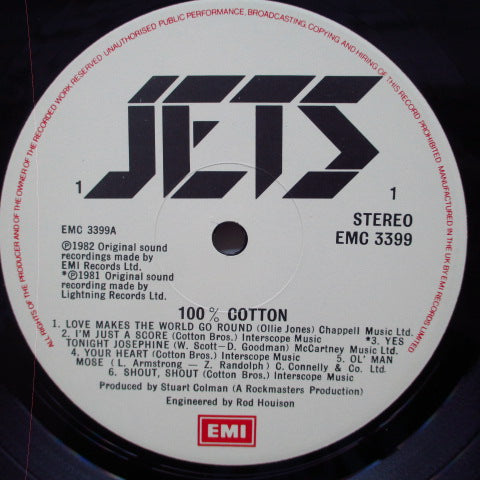 ALL RIGHTS OF THE PRODUCER AND OF THE OWNER OF THE RECORDED WORK RESERVED. UNAUTHORISED PUBLIC PERFORMANCE, BROADCASTING, COPYING AND HIRING OF THIS RECORD PROHIBITED. MANUFACTURED IN THE UK BY EMI RECORDS LIMITED
JETS
1 1
EMC 3399A
STEREO
EMC 3399
℗1982 Original sound
recordings made by
EMI Records Ltd.
*℗1981 Original sound
recording made by
Lightning Records Ltd.
100% COTTON
1. LOVE MAKES THE WORLD GO ROUND (Ollie Jones) Chappell Music Ltd.
2. I'M JUST A SCORE (Cotton Bros.) Interscope Music *3. YES
TONIGHT JOSEPHINE (W. Scott-D. Goodman) McCartney Music Ltd.
4. YOUR HEART (Cotton Bros.) Interscope Music 5. OL' MAN
MOSE (L. Armstrong - Z. Randolph) C. Connelly & Co. Ltd.
6. SHOUT, SHOUT (Cotton Bros.) Interscope Music
Produced by Stuart Colman (A Rockmasters Production)
Engineered by Rod Houison
EMI